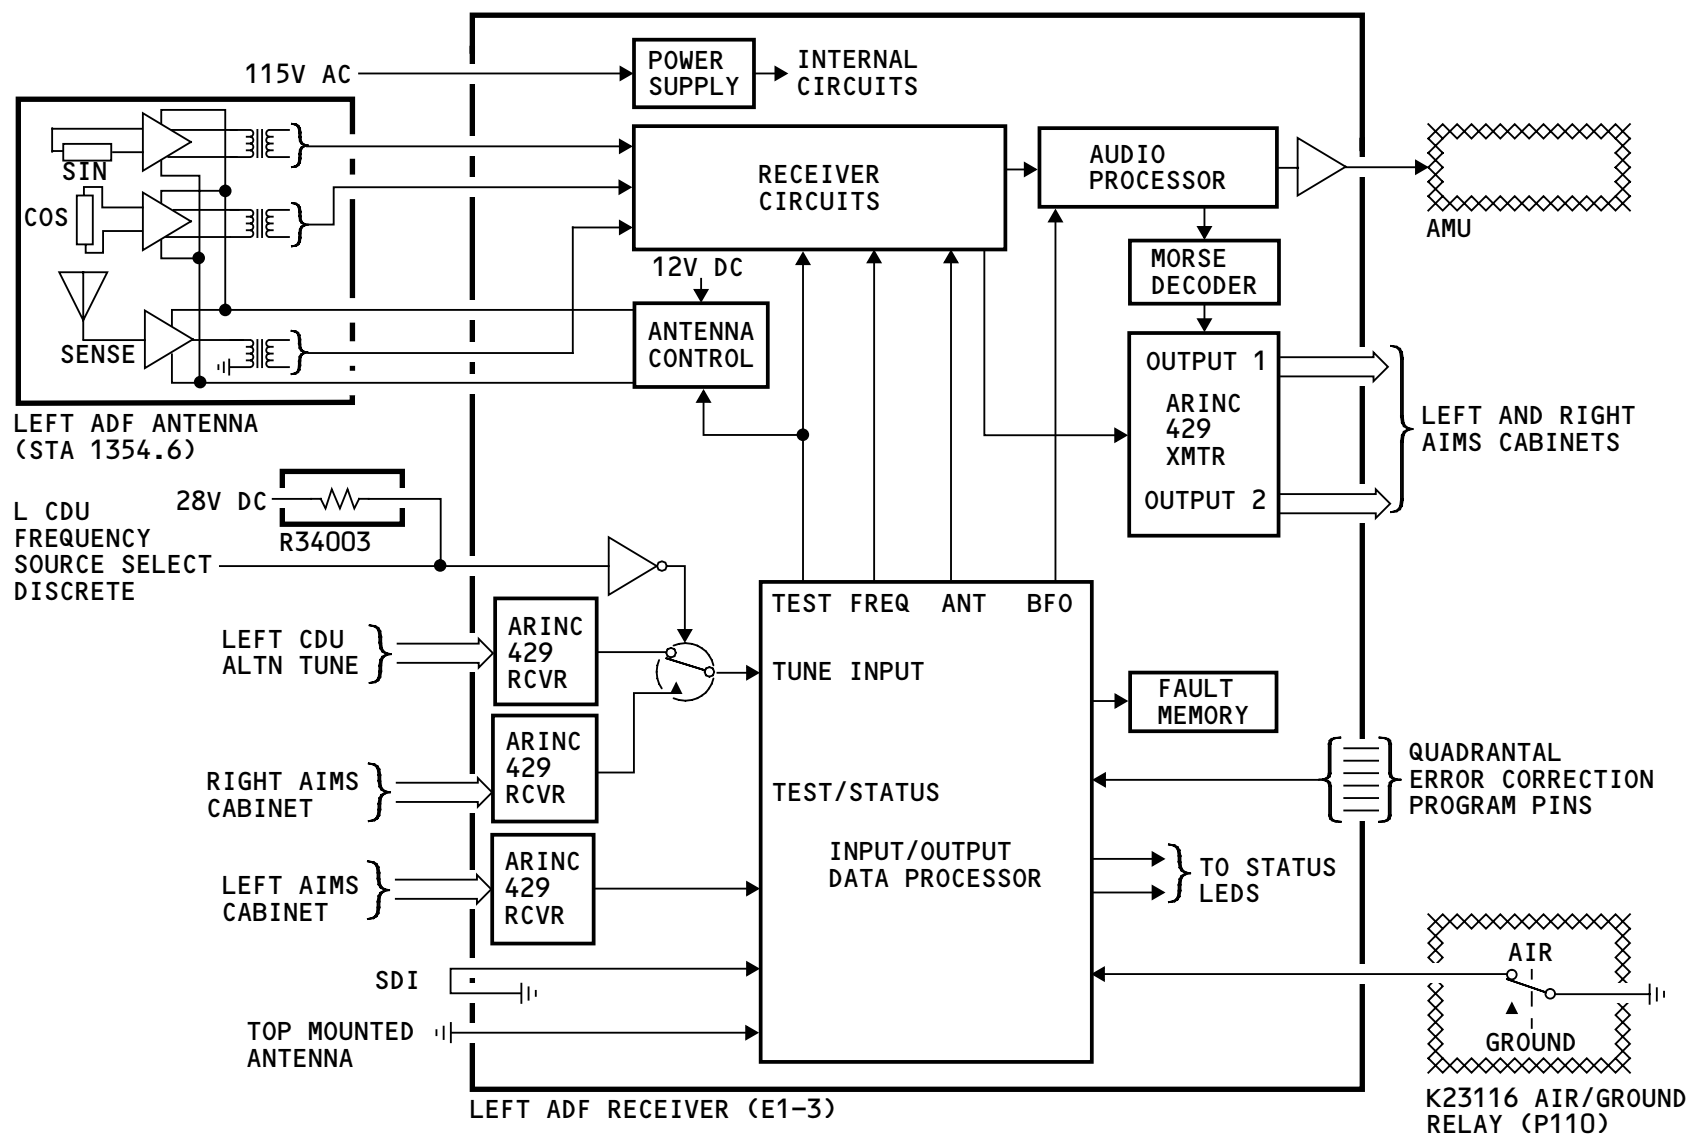 115V AC
POWER
SUPPLY
INTERNAL
CIRCUITS
SIN
COS
SENSE
LEFT ADF ANTENNA
(STA 1354.6)
RECEIVER
CIRCUITS
AUDIO
PROCESSOR
AMU
12V DC
ANTENNA
CONTROL
MORSE
DECODER
OUTPUT 1
ARINC
429
XMTR
OUTPUT 2
LEFT AND RIGHT
AIMS CABINETS
28V DC
R34003
L CDU
FREQUENCY
SOURCE SELECT
DISCRETE
LEFT CDU
ALTN TUNE
ARINC
429
RCVR
RIGHT AIMS
CABINET
ARINC
429
RCVR
LEFT AIMS
CABINET
ARINC
429
RCVR
SDI
TOP MOUNTED
ANTENNA
TEST FREQ ANT BFO
TUNE INPUT
TEST/STATUS
INPUT/OUTPUT
DATA PROCESSOR
FAULT
MEMORY
QUADRANTAL
ERROR CORRECTION
PROGRAM PINS
TO STATUS
LEDS
AIR
GROUND
K23116 AIR/GROUND
RELAY (P110)
LEFT ADF RECEIVER (E1-3)